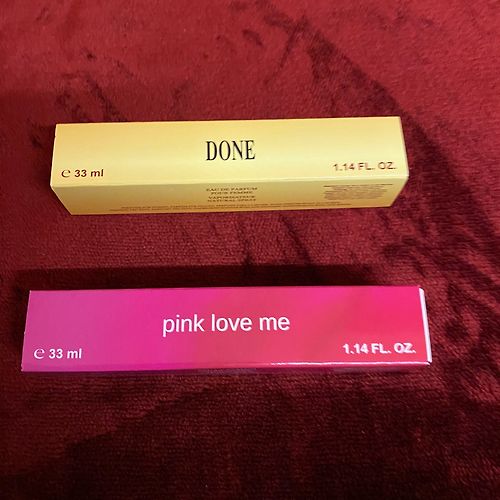 DONE
℮ 33 ml
1.14 FL. OZ.
EAU DE PARFUM
POUR FEMME
VAPORISATEUR
NATURAL SPRAY
pink love me
℮ 33 ml
1.14 FL. OZ.